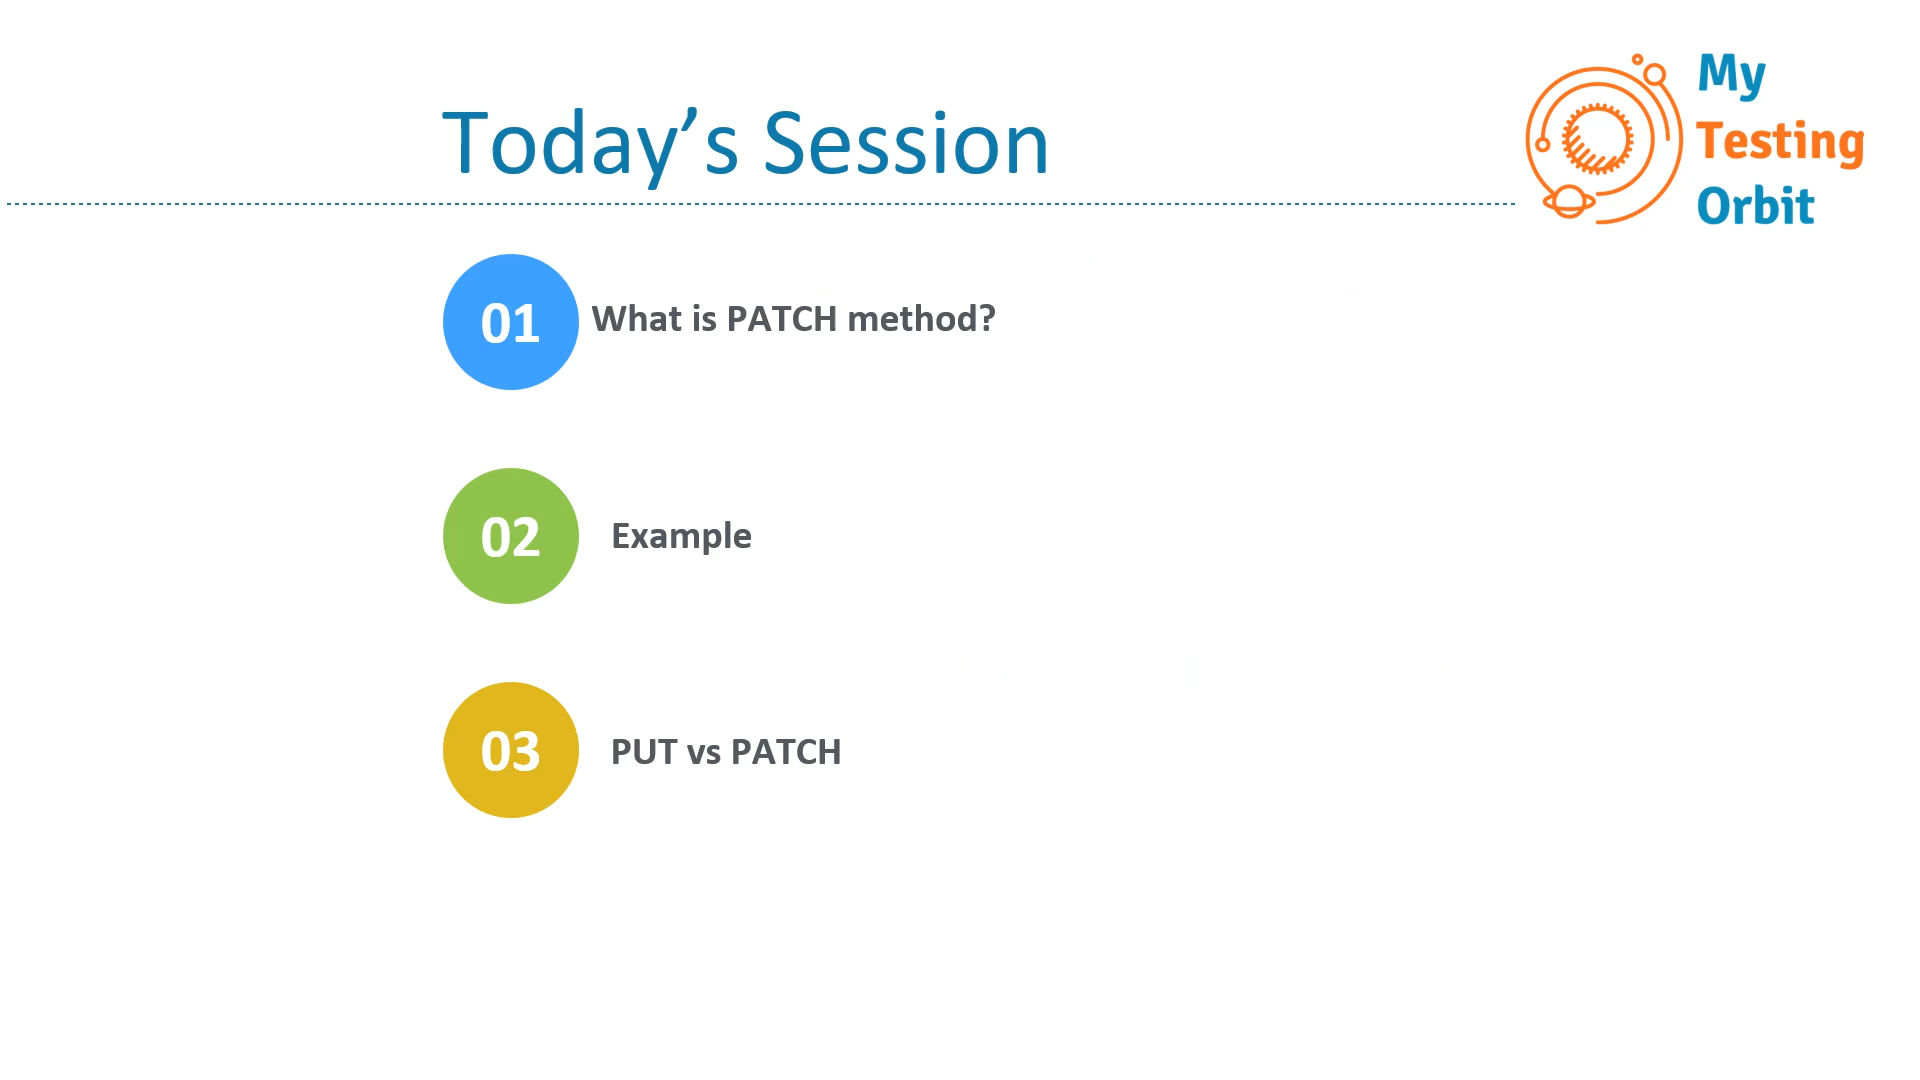 Today’s Session
My
Testing
Orbit
01
What is PATCH method?
02
Example
03
PUT vs PATCH